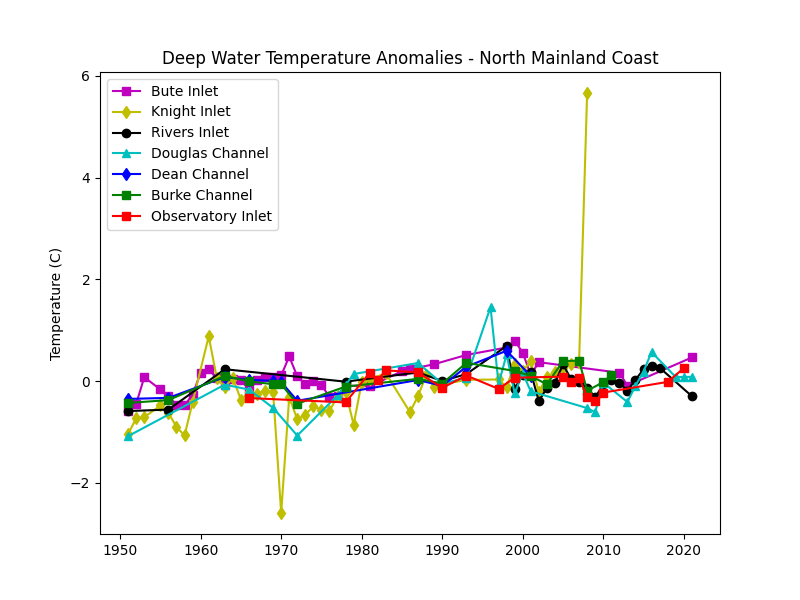 Deep Water Temperature Anomalies - North Mainland Coast
Bute Inlet
Knight Inlet
Rivers Inlet
Douglas Channel
Dean Channel
Burke Channel
Observatory Inlet
Temperature (C)
6
4
2
0
−2
1950 1960 1970 1980 1990 2000 2010 2020